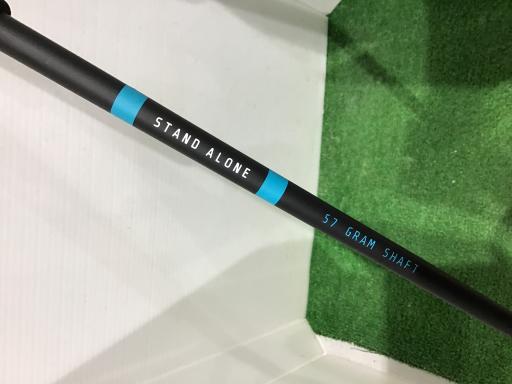 STAND ALONE
57 GRAM SHAFT